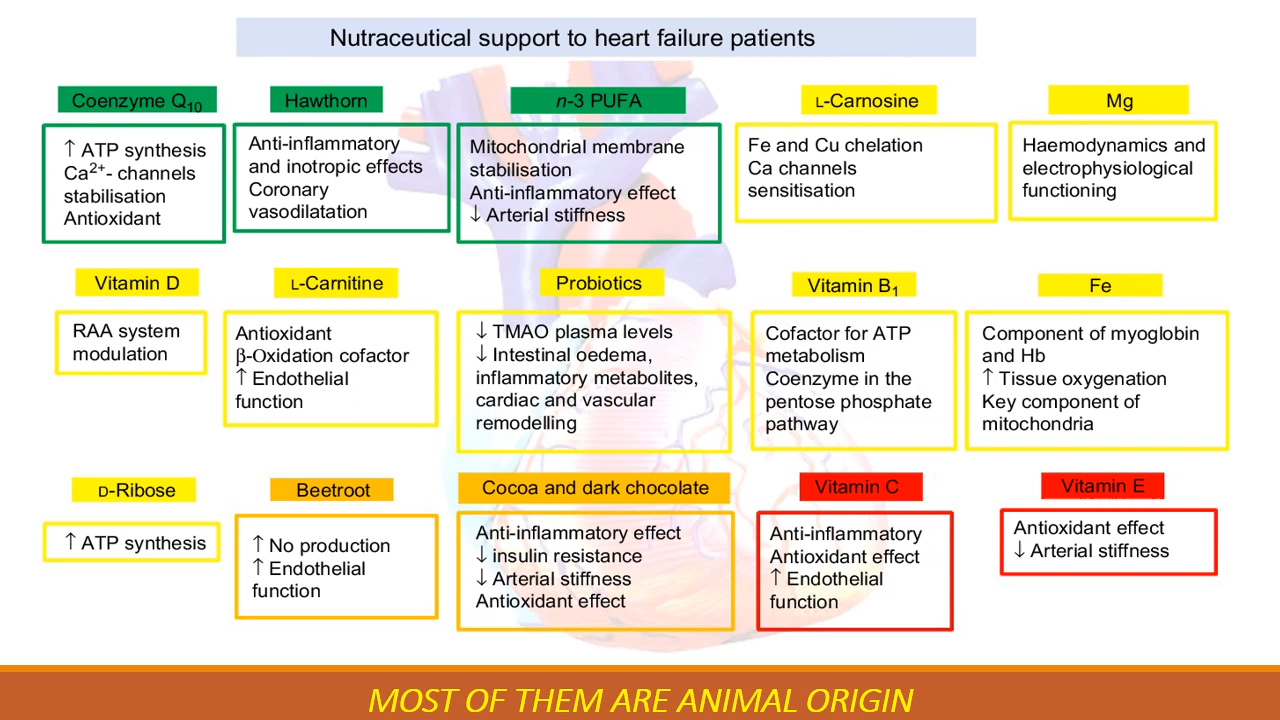 Nutraceutical support to heart failure patients
Coenzyme Q₁₀
↑ ATP synthesis
Ca²⁺- channels
stabilisation
Antioxidant
Hawthorn
Anti-inflammatory
and inotropic effects
Coronary
vasodilatation
n-3 PUFA
Mitochondrial membrane
stabilisation
Anti-inflammatory effect
↓ Arterial stiffness
L-Carnosine
Fe and Cu chelation
Ca channels
sensitisation
Mg
Haemodynamics and
electrophysiological
functioning
Vitamin D
RAA system
modulation
L-Carnitine
Antioxidant
β-Oxidation cofactor
↑ Endothelial
function
Probiotics
↓ TMAO plasma levels
↓ Intestinal oedema,
inflammatory metabolites,
cardiac and vascular
remodelling
Vitamin B₁
Cofactor for ATP
metabolism
Coenzyme in the
pentose phosphate
pathway
Fe
Component of myoglobin
and Hb
↑ Tissue oxygenation
Key component of
mitochondria
D-Ribose
↑ ATP synthesis
Beetroot
↑ No production
↑ Endothelial
function
Cocoa and dark chocolate
Anti-inflammatory effect
↓ insulin resistance
↓ Arterial stiffness
Antioxidant effect
Vitamin C
Anti-inflammatory
Antioxidant effect
↑ Endothelial
function
Vitamin E
Antioxidant effect
↓ Arterial stiffness
MOST OF THEM ARE ANIMAL ORIGIN